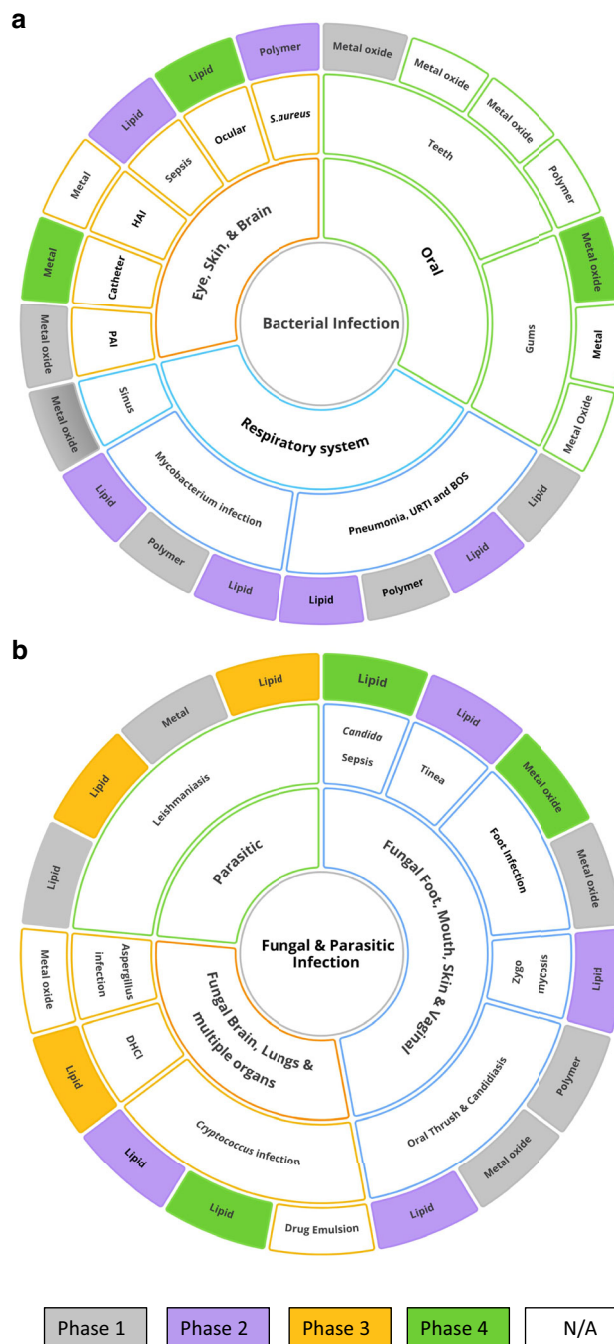 a
Polymer
Metal oxide
Metal oxide
Metal oxide
Polymer
Metal oxide
Metal
Metal Oxide
Lipid
Lipid
Polymer
Lipid
Lipid
Polymer
Lipid
Metal oxide
Metal oxide
Metal
Metal
Lipid
Lipid
S.aureus
Teeth
Gums
Pneumonia, URTI and BOS
Mycobacterium infection
Sinus
PAI
Catheter
HAI
Sepsis
Ocular
Eye, Skin, & Brain
Oral
Respiratory system
Bacterial Infection
b
Lipid
Lipid
Metal oxide
Metal oxide
Lipid
Polymer
Metal oxide
Lipid
Drug Emulsion
Lipid
Lipid
Lipid
Metal oxide
Lipid
Lipid
Metal
Lipid
Candida
Sepsis
Tinea
Foot Infection
Zygo
mycosis
Oral Thrush & Candidiasis
Cryptococcus infection
DHCI
Aspergillus
infection
Leishmaniasis
Parasitic
Fungal Foot, Mouth, Skin & Vaginal
Fungal Brain, Lungs &
multiple organs
Fungal & Parasitic
Infection
Phase 1
Phase 2
Phase 3
Phase 4
N/A